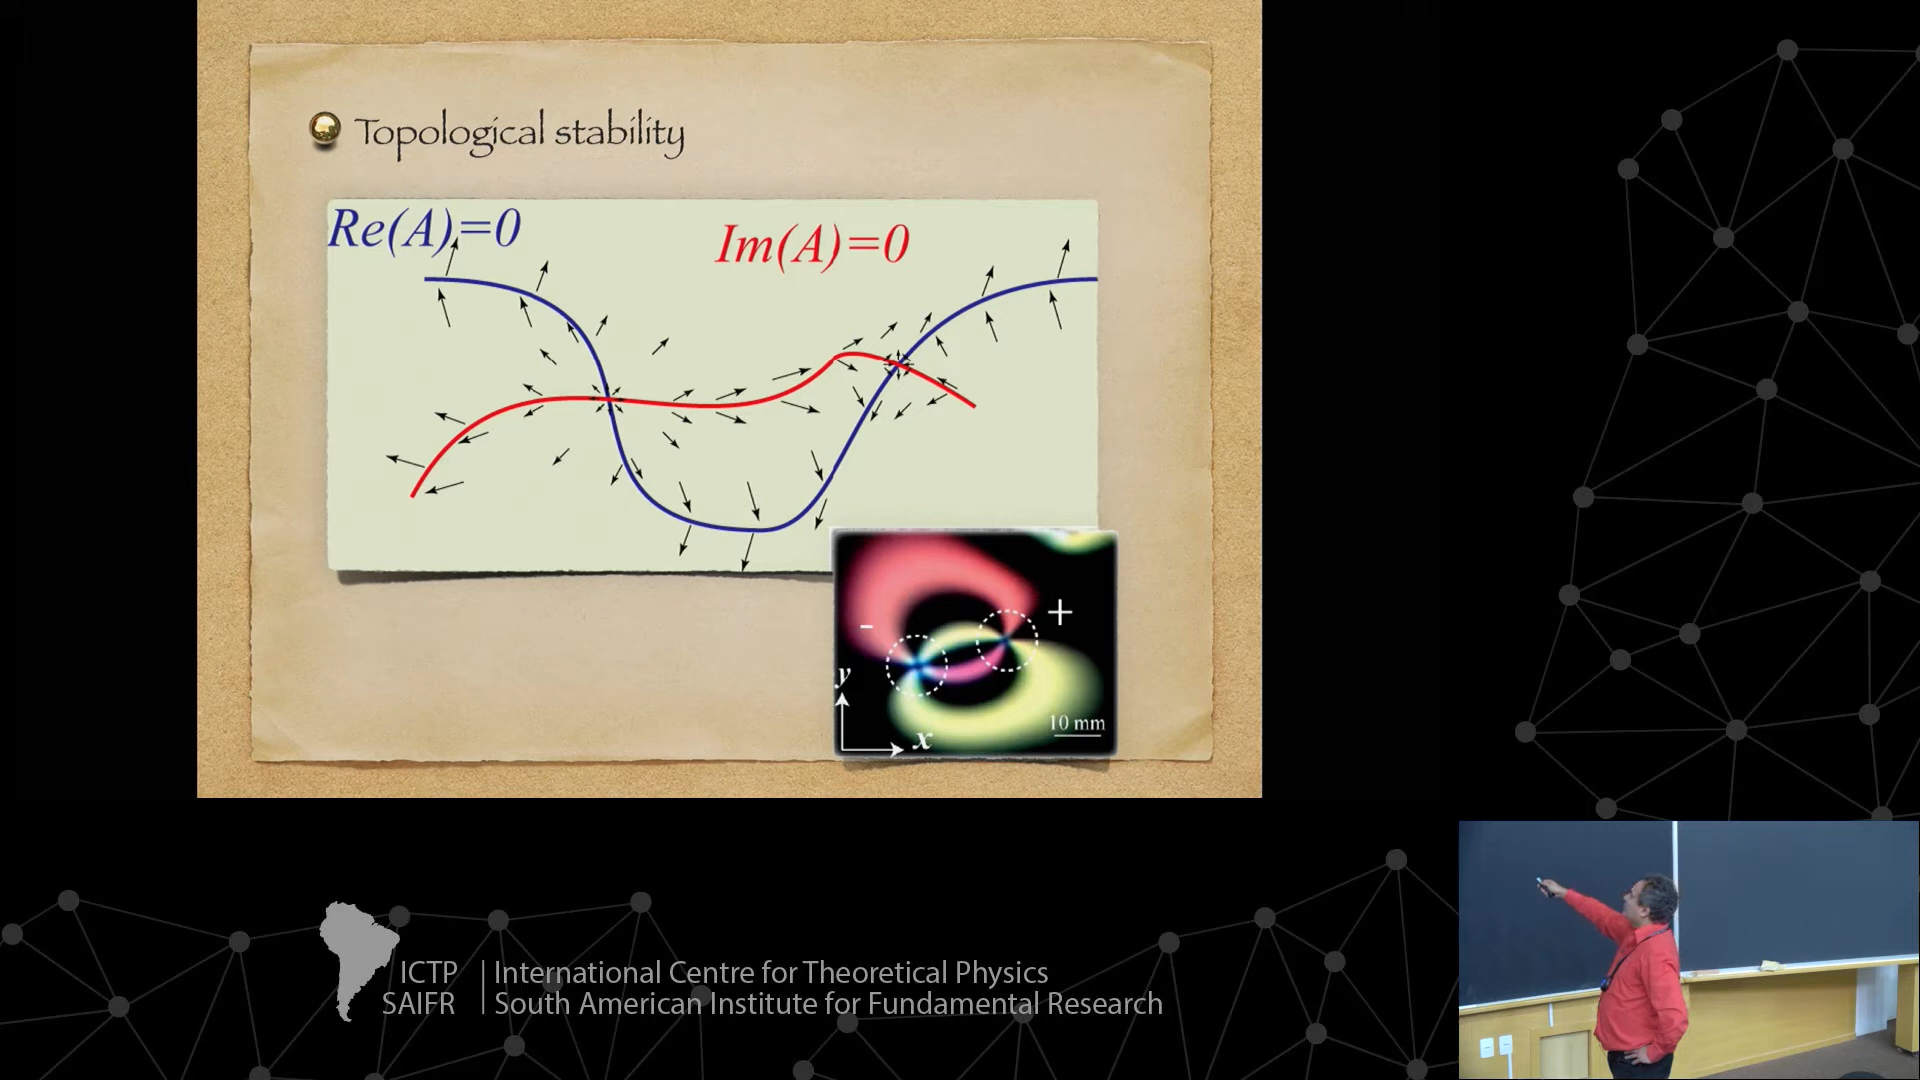 Topological stability
Re(A)=0
Im(A)=0
-
+
y
x
10 mm
ICTP
SAIFR
International Centre for Theoretical Physics
South American Institute for Fundamental Research